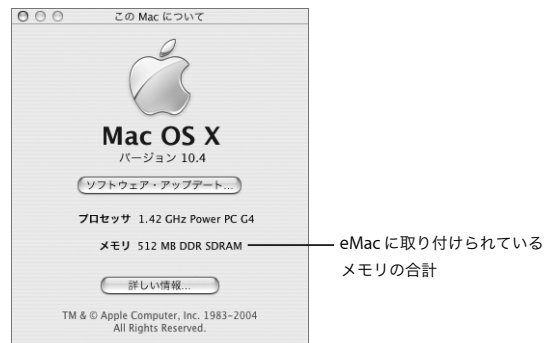 この Mac について
Mac OS X
バージョン 10.4
ソフトウェア・アップデート...
プロセッサ 1.42 GHz Power PC G4
メモリ 512 MB DDR SDRAM
eMac に取り付けられている
メモリの合計
詳しい情報...
TM & © Apple Computer, Inc. 1983-2004
All Rights Reserved.